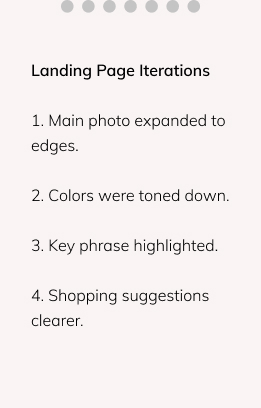 Landing Page Iterations
1. Main photo expanded to
edges.
2. Colors were toned down.
3. Key phrase highlighted.
4. Shopping suggestions
clearer.